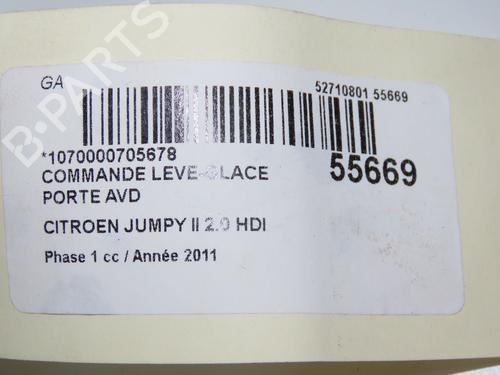 GA
52710801 55669
*1070000705678
55669
COMMANDE LEVE-GLACE
PORTE AVD
CITROEN JUMPY II 2.0 HDI
Phase 1 cc / Année 2011
B-PARTS